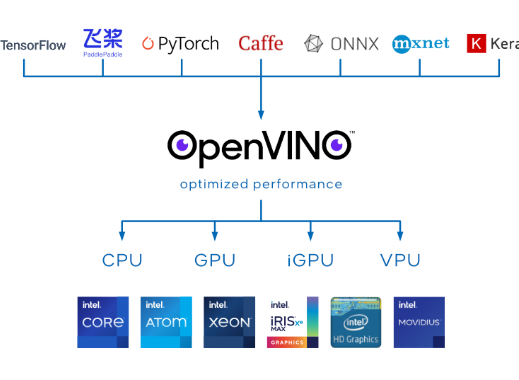 TensorFlow
飞桨
PaddlePaddle
PyTorch
Caffe
ONNX
mxnet
K Kera
OpenVINO™
optimized performance
CPU GPU iGPU VPU
intel. CORE
intel. ATOM
intel. XEON
intel. iRIS Xe MAX GRAPHICS
intel HD Graphics
intel. MOVIDIUS